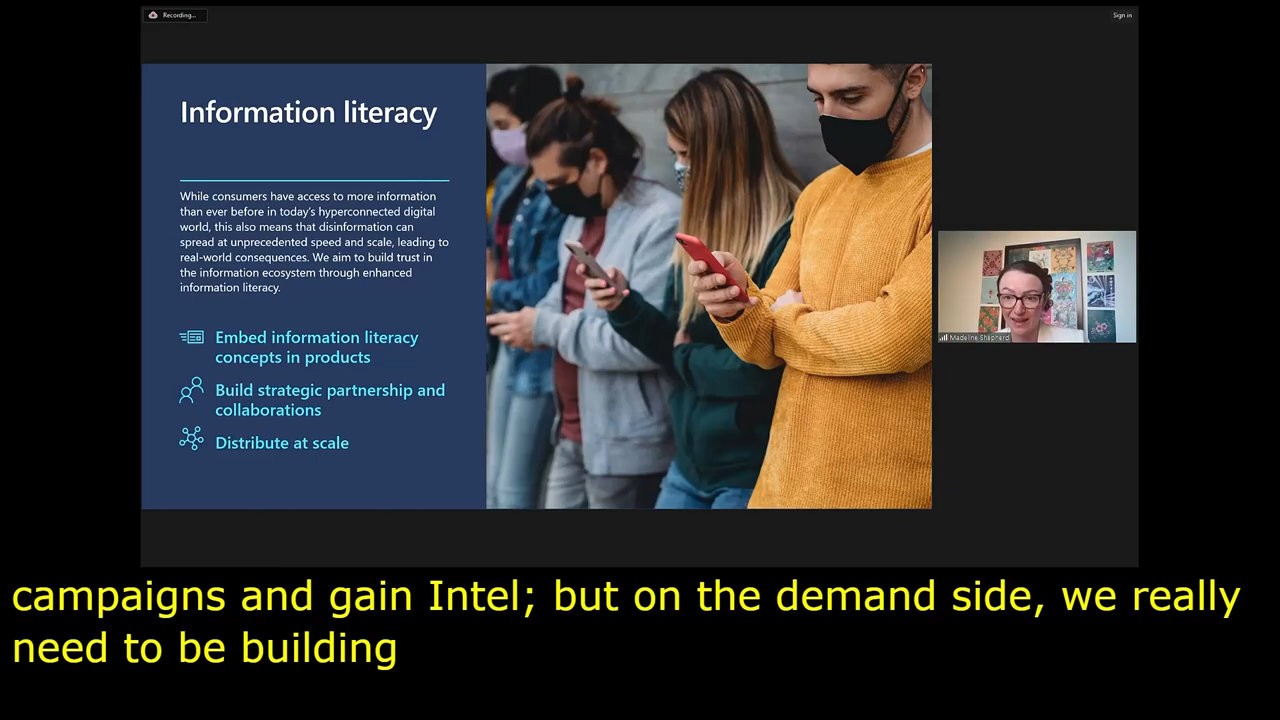 Recording...
Sign in
Information literacy
While consumers have access to more information
than ever before in today's hyperconnected digital
world, this also means that disinformation can
spread at unprecedented speed and scale, leading to
real-world consequences. We aim to build trust in
the information ecosystem through enhanced
information literacy.
Embed information literacy
concepts in products
Build strategic partnership and
collaborations
Distribute at scale
Madeline Shepherd
campaigns and gain Intel; but on the demand side, we really
need to be building